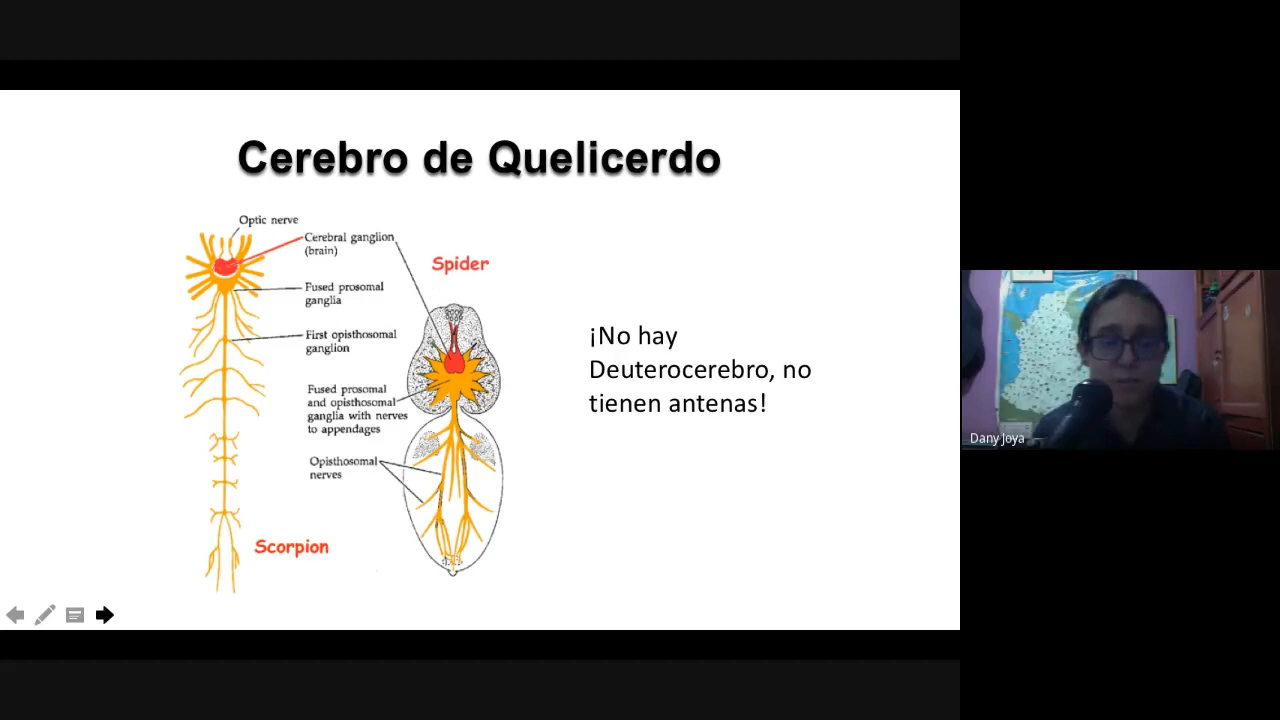 Cerebro de Quelicerdo
Optic nerve
Cerebral ganglion
(brain)
Spider
Fused prosomal
ganglia
First opisthosomal
ganglion
Fused prosomal
and opisthosomal
ganglia with nerves
to appendages
Opisthosomal
nerves
Scorpion
¡No hay
Deuterocerebro, no
tienen antenas!
Dany Joya